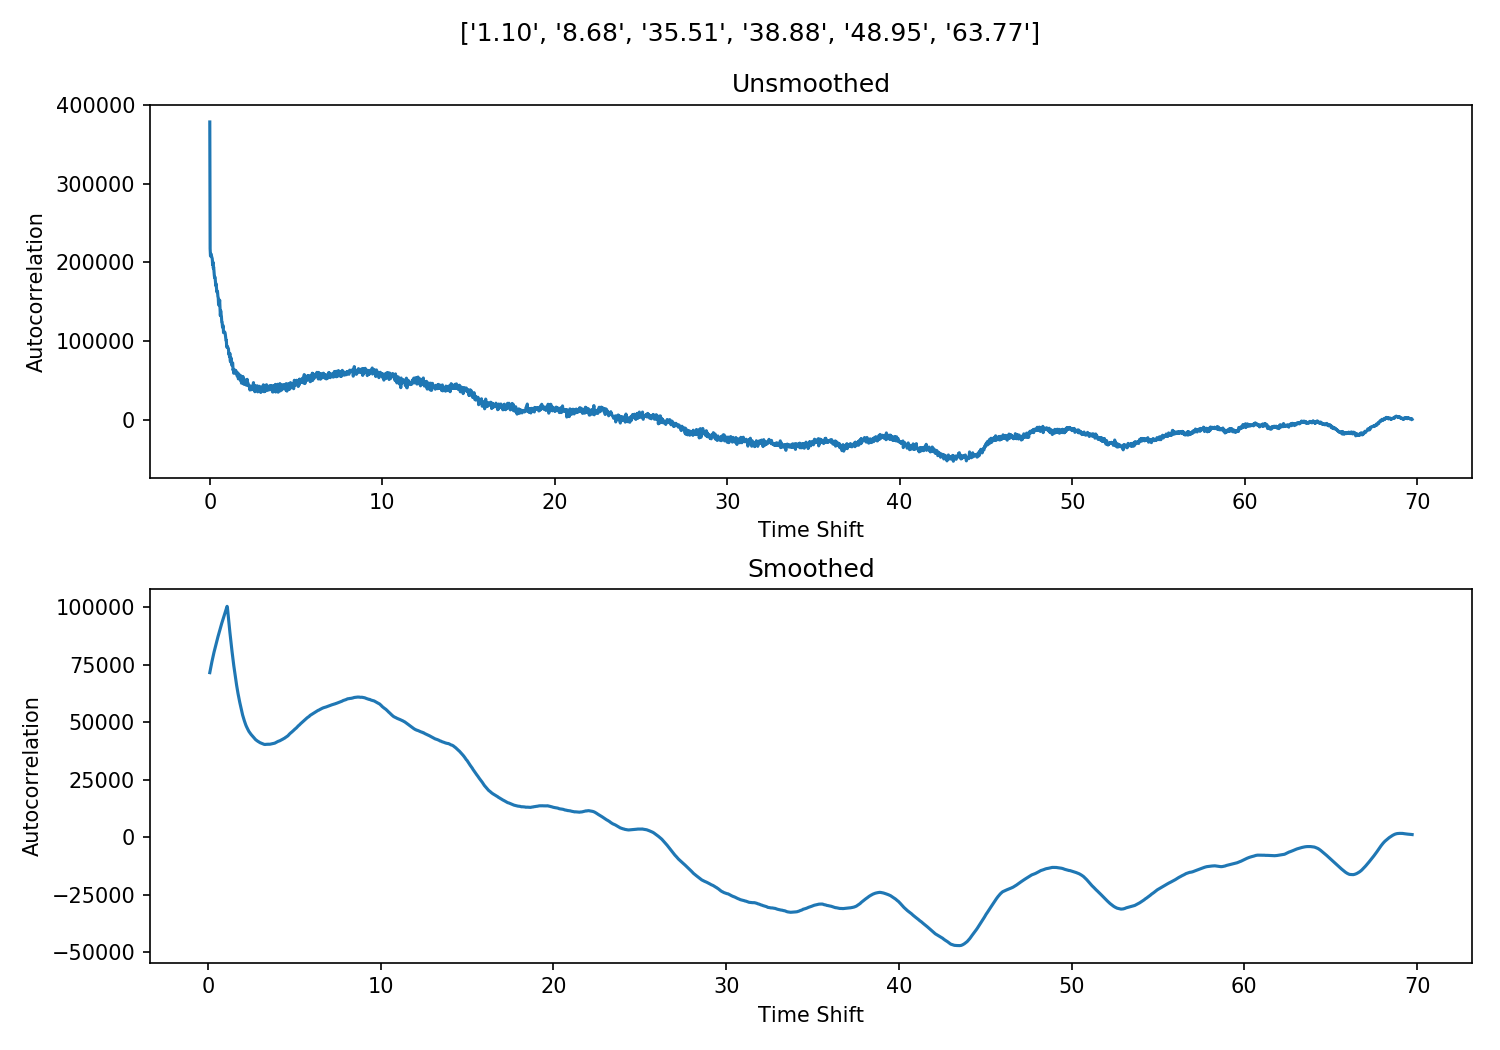 ['1.10', '8.68', '35.51', '38.88', '48.95', '63.77']
Unsmoothed
400000
300000
200000
100000
0
Autocorrelation
0 10 20 30 40 50 60 70
Time Shift
Smoothed
100000
75000
50000
25000
0
−25000
−50000
Autocorrelation
0 10 20 30 40 50 60 70
Time Shift